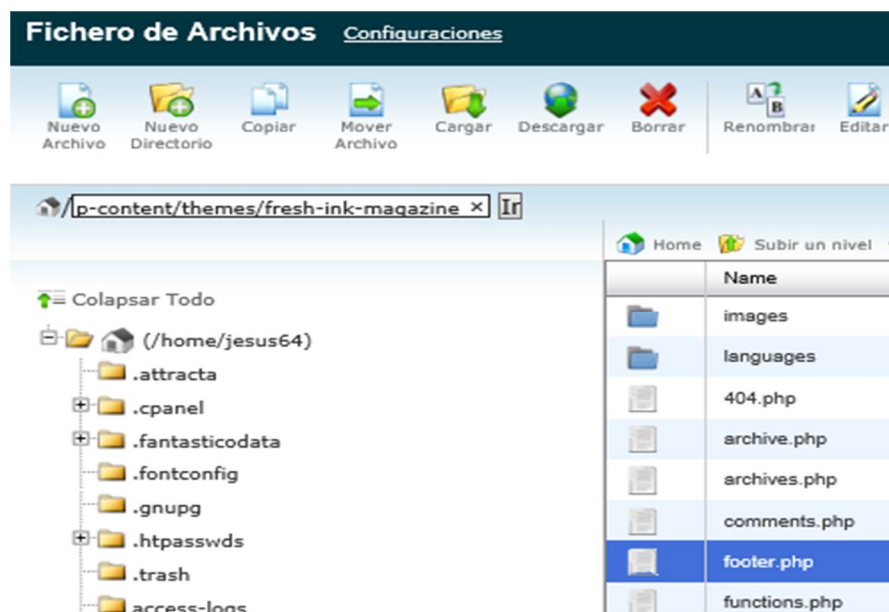 Fichero de Archivos Configuraciones
Nuevo Archivo
Nuevo Directorio
Copiar
Mover Archivo
Cargar
Descargar
Borrar
Renombrar
Editar
/p-content/themes/fresh-ink-magazine × Ir
Home Subir un nivel
Name
Colapsar Todo
(/home/jesus64)
.attracta
.cpanel
.fantasticodata
.fontconfig
.gnupg
.htpasswds
.trash
access-logs
images
languages
404.php
archive.php
archives.php
comments.php
footer.php
functions.php